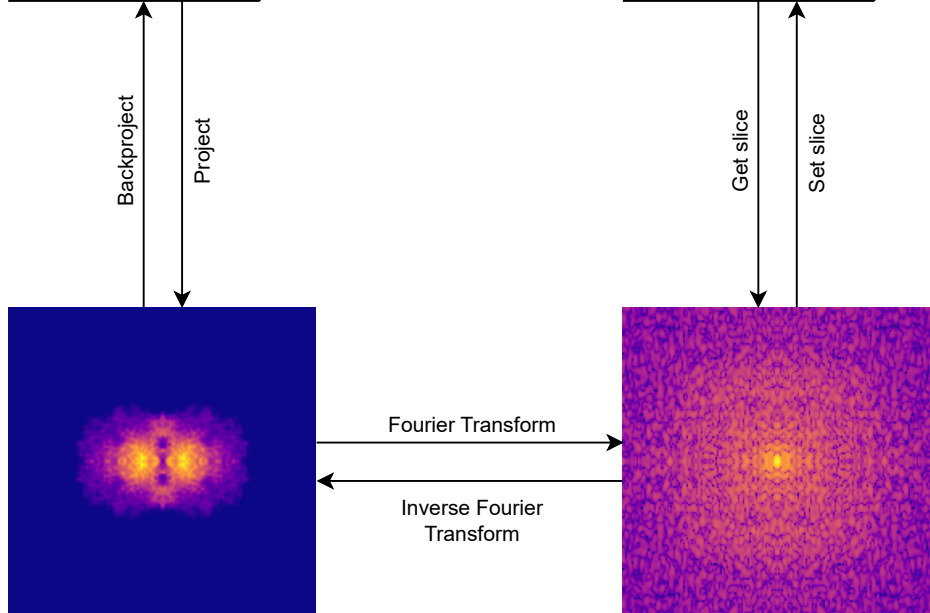 Backproject
Project
Get slice
Set slice
Fourier Transform
Inverse Fourier
Transform